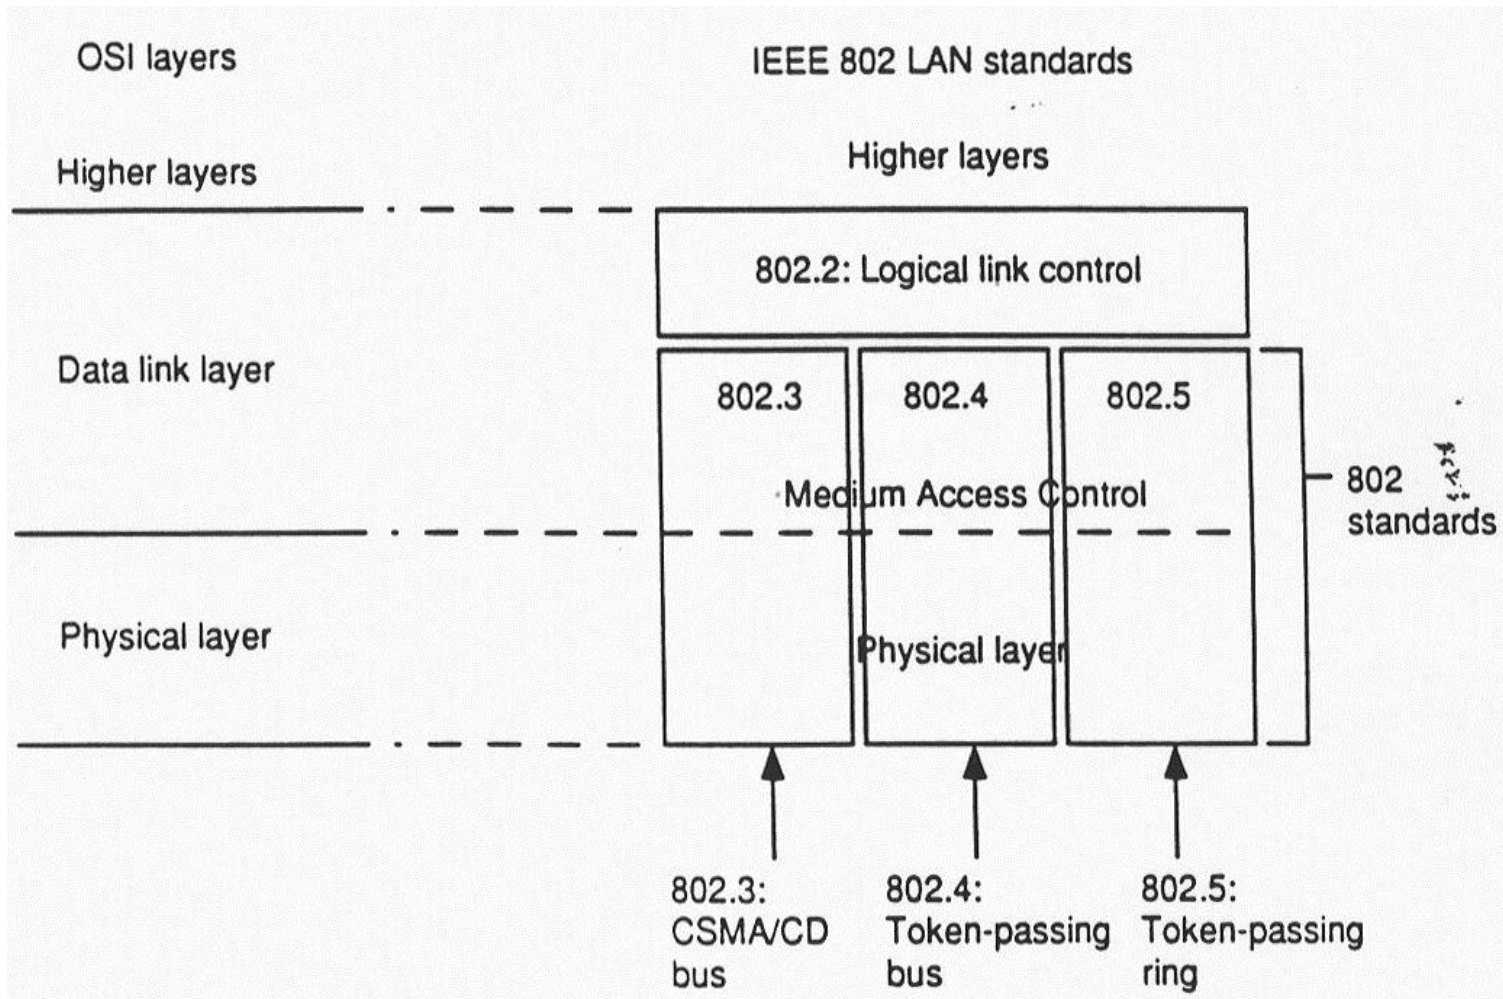 OSI layers
IEEE 802 LAN standards
Higher layers
Higher layers
802.2: Logical link control
Data link layer
802.3
802.4
802.5
Medium Access Control
802
standards
Physical layer
Physical layer
802.3:
CSMA/CD
bus
802.4:
Token-passing
bus
802.5:
Token-passing
ring